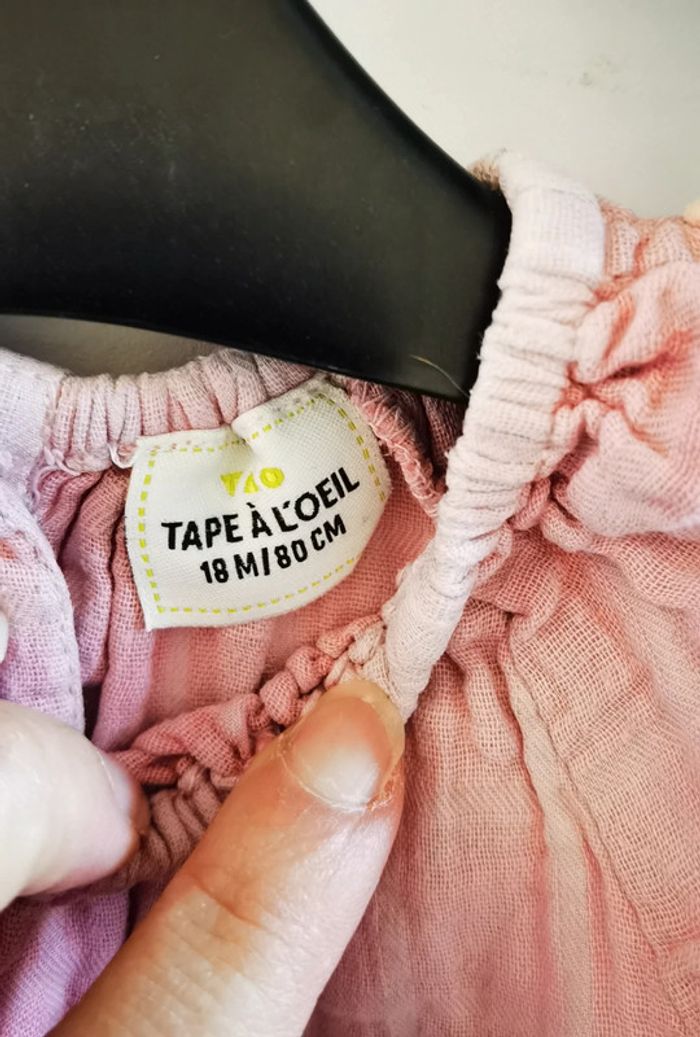 TAO
TAPE À L'OEIL
18 M/80 CM